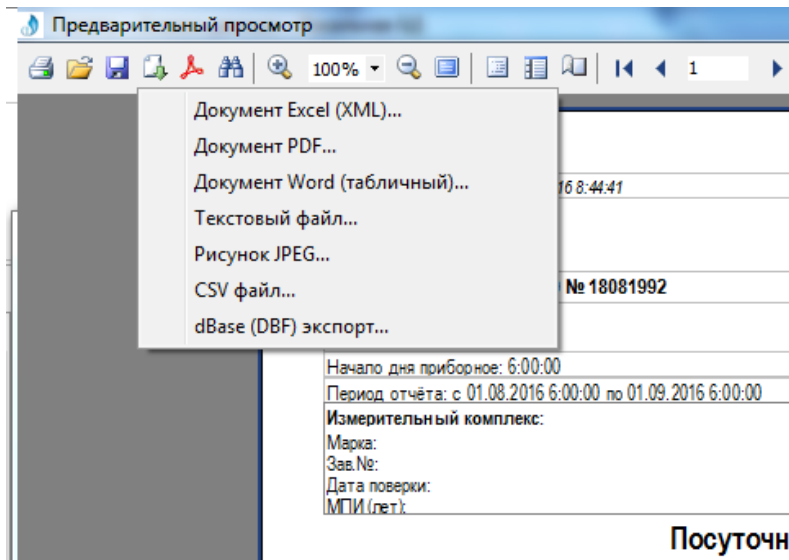 Предварительный просмотр
100%
1
Документ Excel (XML)...
Документ PDF...
Документ Word (табличный)...
Текстовый файл...
Рисунок JPEG...
CSV файл...
dBase (DBF) экспорт...
16 8:44:41
№ 18081992
Начало дня приборное: 6:00:00
Период отчёта: с 01.08.2016 6:00:00 по 01.09.2016 6:00:00
Измерительный комплекс:
Марка:
Зав.№:
Дата поверки:
МПИ (лет):
Посуточн